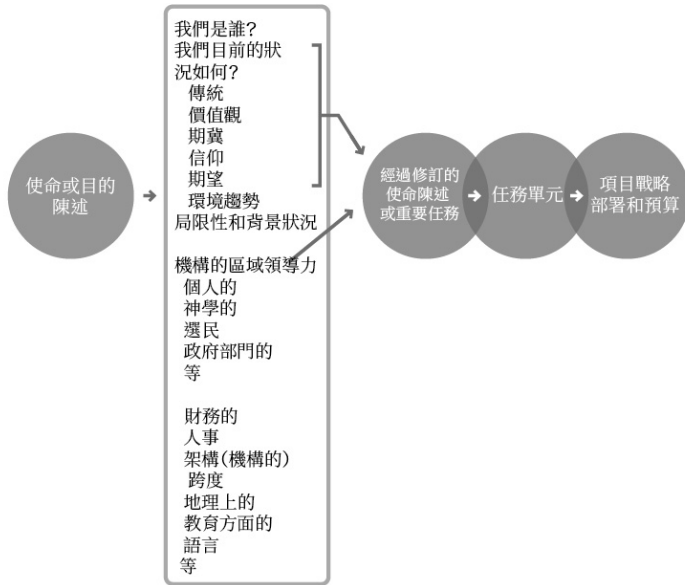 使命或目的
陳述
我們是誰？
我們目前的狀
況如何？
傳統
價值觀
期冀
信仰
期望
環境趨勢
局限性和背景狀況
機構的區域領導力
個人的
神學的
選民
政府部門的
等
財務的
人事
架構(機構的)
跨度
地理上的
教育方面的
語言
等
經過修訂的
使命陳述
或重要任務
任務單元
項目戰略
部署和預算